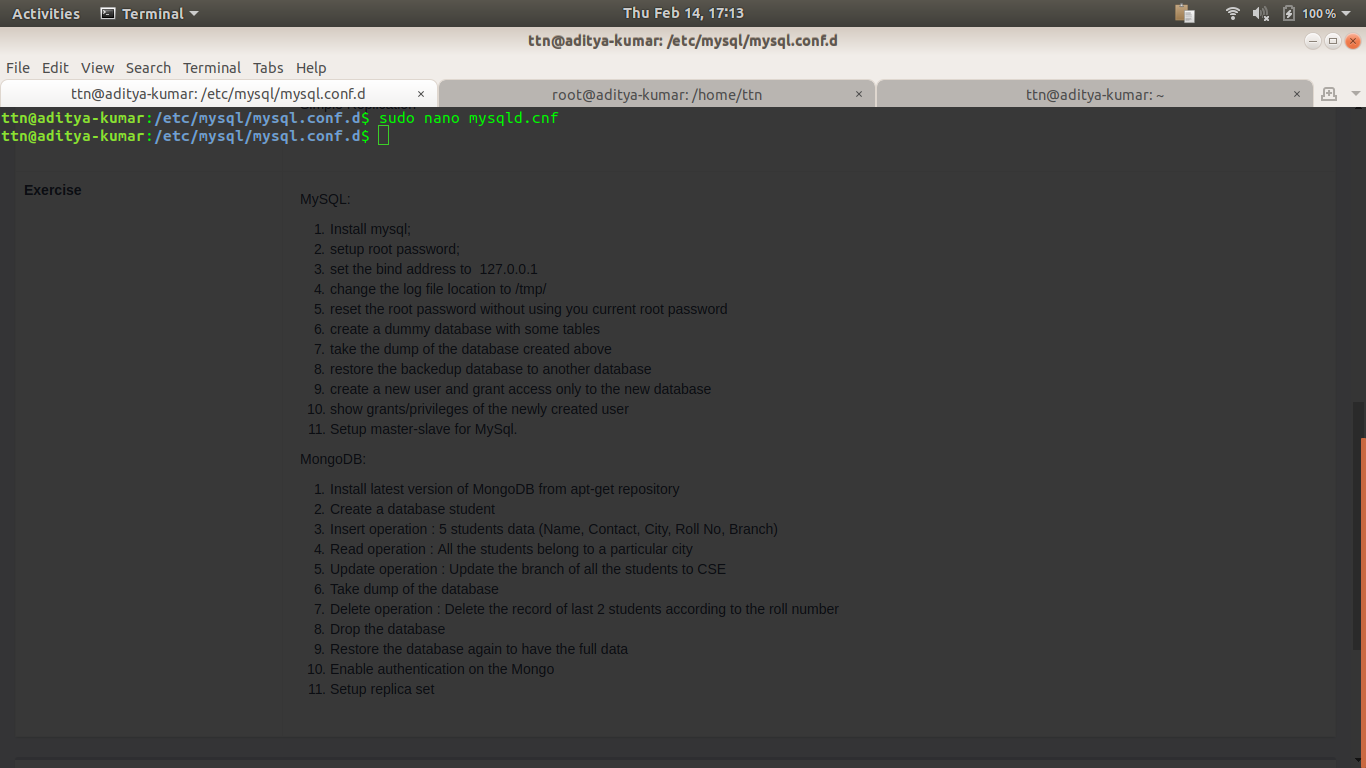 Activities Terminal Thu Feb 14, 17:13 100 %
ttn@aditya-kumar: /etc/mysql/mysql.conf.d
File Edit View Search Terminal Tabs Help
ttn@aditya-kumar: /etc/mysql/mysql.conf.d × root@aditya-kumar: /home/ttn × ttn@aditya-kumar: ~ ×
ttn@aditya-kumar:/etc/mysql/mysql.conf.d$ sudo nano mysqld.cnf
ttn@aditya-kumar:/etc/mysql/mysql.conf.d$
Exercise
MySQL:
1. Install mysql;
2. setup root password;
3. set the bind address to 127.0.0.1
4. change the log file location to /tmp/
5. reset the root password without using you current root password
6. create a dummy database with some tables
7. take the dump of the database created above
8. restore the backedup database to another database
9. create a new user and grant access only to the new database
10. show grants/privileges of the newly created user
11. Setup master-slave for MySql.
MongoDB:
1. Install latest version of MongoDB from apt-get repository
2. Create a database student
3. Insert operation : 5 students data (Name, Contact, City, Roll No, Branch)
4. Read operation : All the students belong to a particular city
5. Update operation : Update the branch of all the students to CSE
6. Take dump of the database
7. Delete operation : Delete the record of last 2 students according to the roll number
8. Drop the database
9. Restore the database again to have the full data
10. Enable authentication on the Mongo
11. Setup replica set